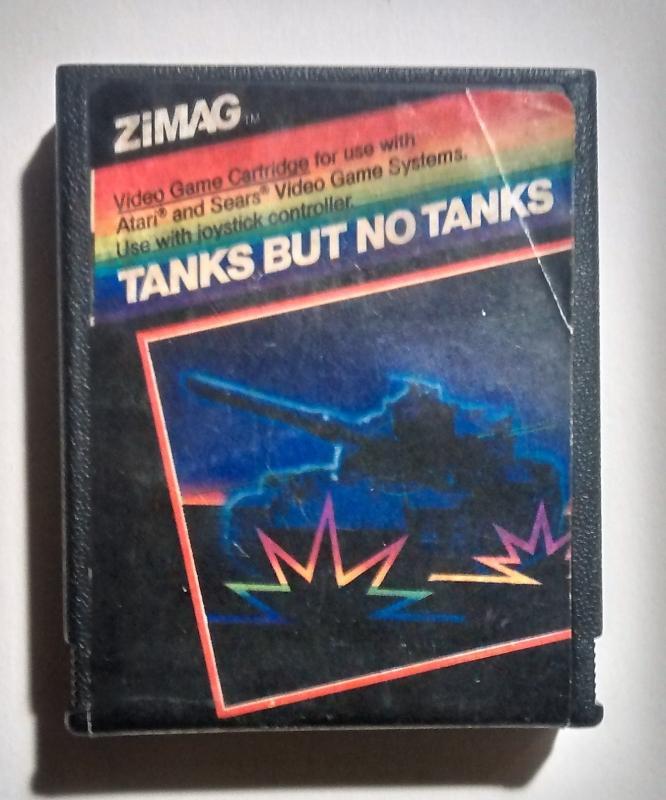 ZiMAG™
Video Game Cartridge for use with
Atari® and Sears® Video Game Systems.
Use with joystick controller.
TANKS BUT NO TANKS